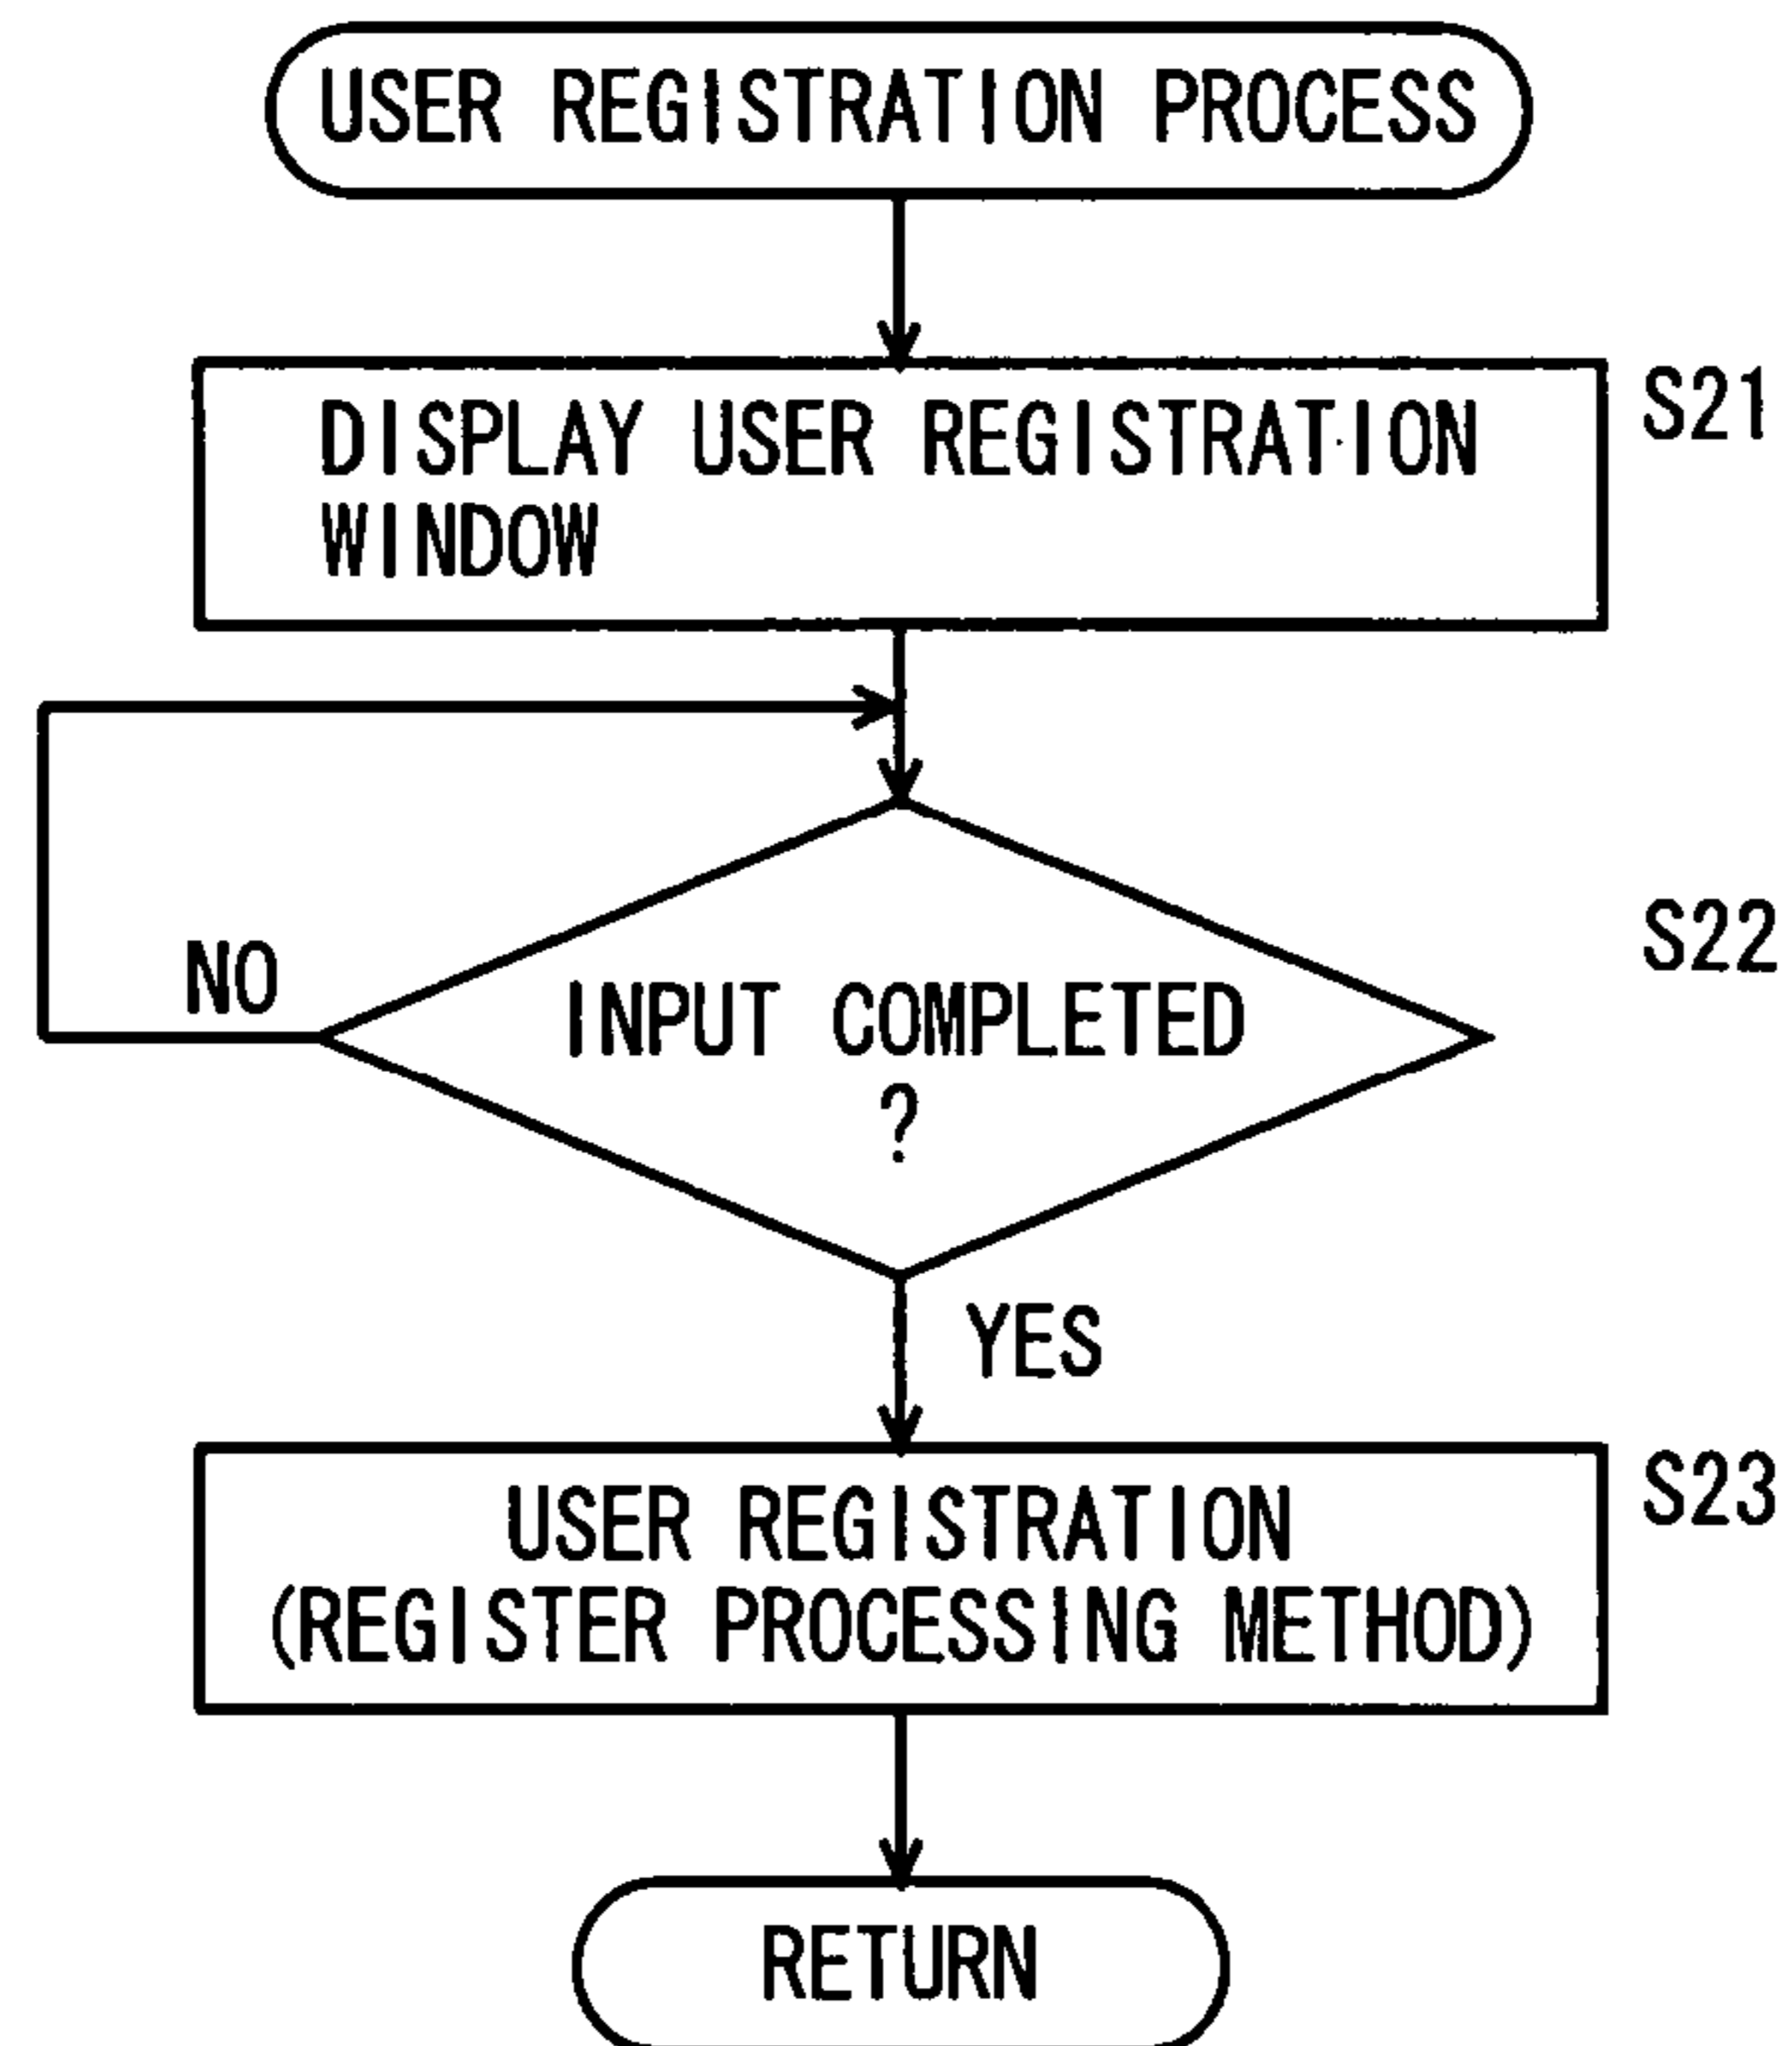 USER REGISTRATION PROCESS
DISPLAY USER REGISTRATION
WINDOW
S21
NO
INPUT COMPLETED
?
S22
YES
USER REGISTRATION
(REGISTER PROCESSING METHOD)
S23
RETURN